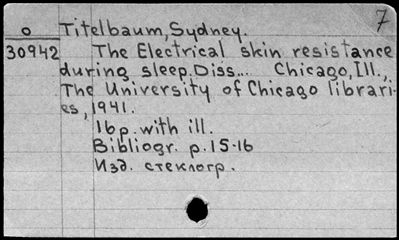 7
o Titelbaum, Sydney.
30942 The Electrical skin resistance
during sleep. Diss... Chicago, Ill.,
The University of Chicago librari-
es, 1941.
16p. with ill.
Bibliogr. p. 15-16
Изд. стеклогр.